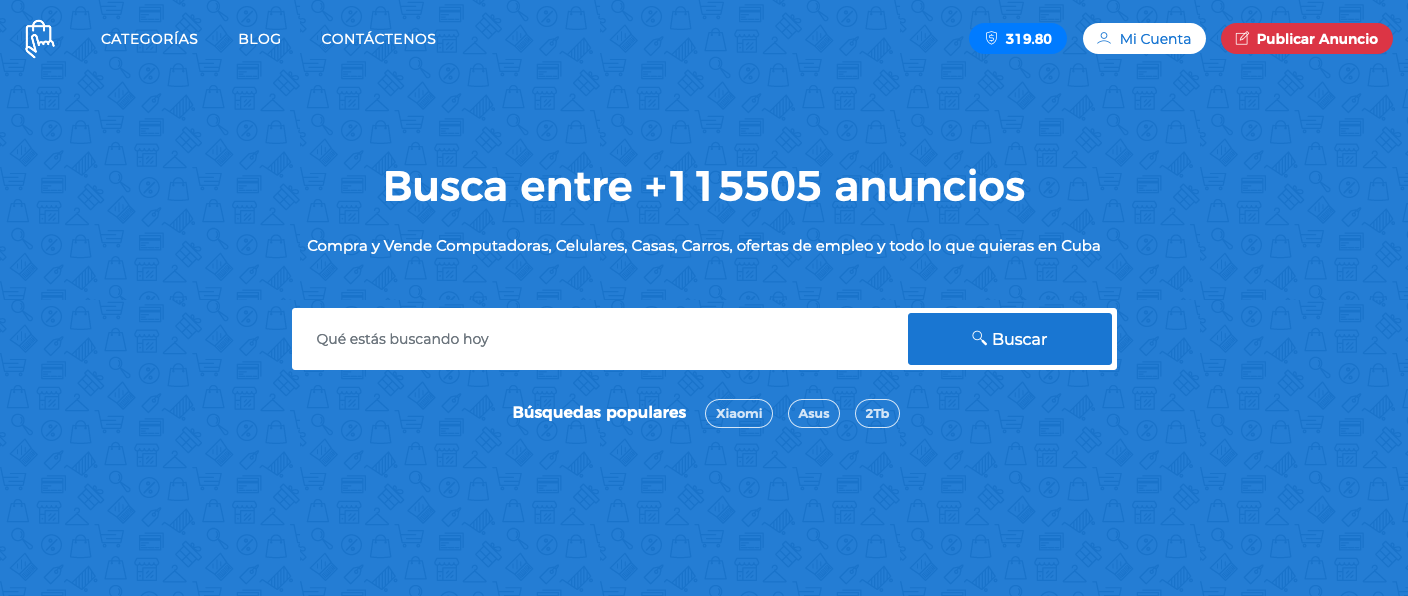 CATEGORÍAS BLOG CONTÁCTENOS 319.80 Mi Cuenta Publicar Anuncio
Busca entre +115505 anuncios
Compra y Vende Computadoras, Celulares, Casas, Carros, ofertas de empleo y todo lo que quieras en Cuba
Qué estás buscando hoy Buscar
Búsquedas populares Xiaomi Asus 2Tb